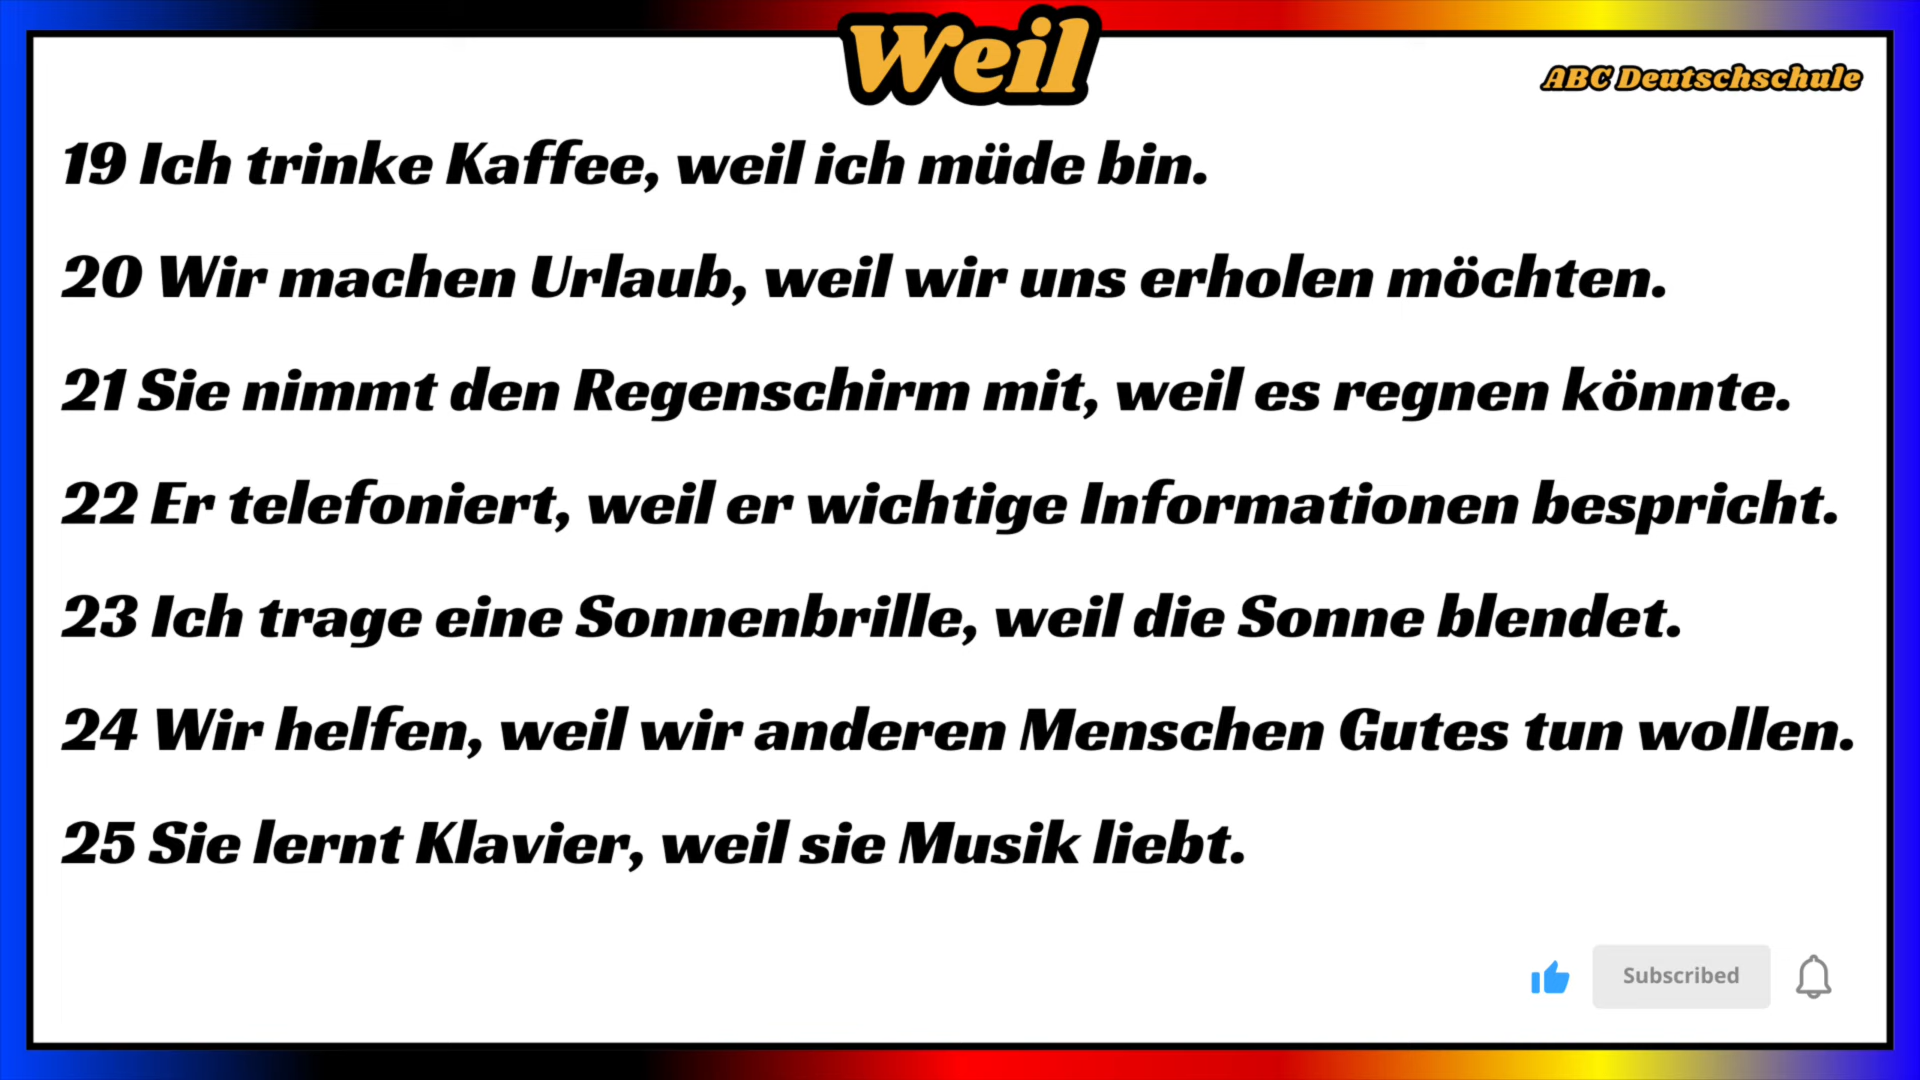 Weil
ABC Deutschschule
19 Ich trinke Kaffee, weil ich müde bin.
20 Wir machen Urlaub, weil wir uns erholen möchten.
21 Sie nimmt den Regenschirm mit, weil es regnen könnte.
22 Er telefoniert, weil er wichtige Informationen bespricht.
23 Ich trage eine Sonnenbrille, weil die Sonne blendet.
24 Wir helfen, weil wir anderen Menschen Gutes tun wollen.
25 Sie lernt Klavier, weil sie Musik liebt.
Subscribed